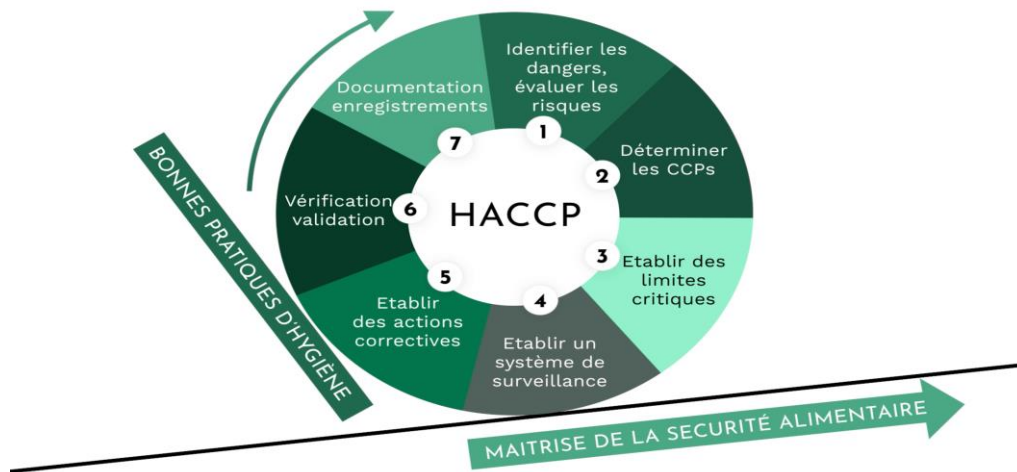 HACCP
1
Identifier les
dangers,
évaluer les
risques
2
Déterminer
les CCPs
3
Etablir des
limites
critiques
4
Etablir un
système de
surveillance
5
Etablir
des actions
correctives
6
Vérification
validation
7
Documentation
enregistrements
BONNES PRATIQUES D'HYGIÈNE
MAITRISE DE LA SECURITÉ ALIMENTAIRE